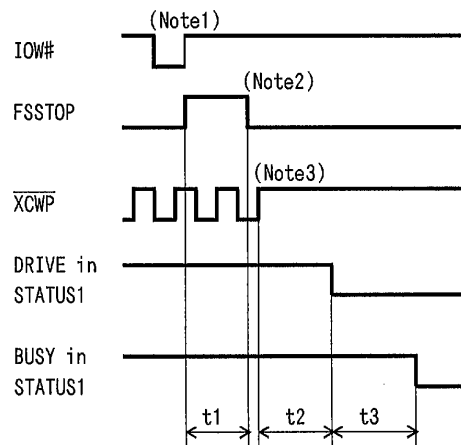 (Note1)
IOW#
(Note2)
FSSTOP
(Note3)
XCWP
DRIVE in
STATUS1
BUSY in
STATUS1
t1
t2
t3